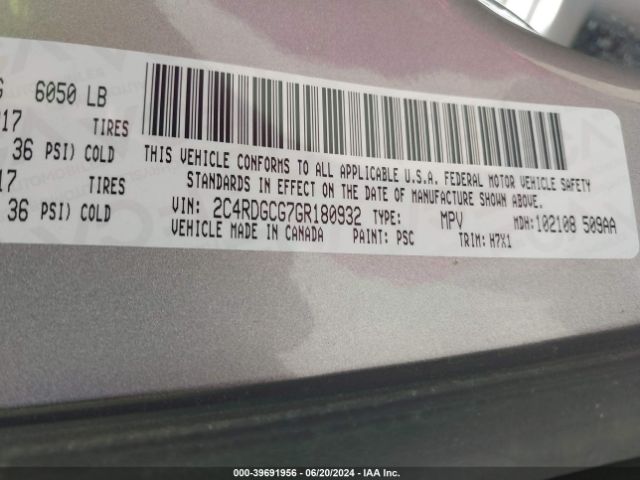 G 6050 LB
17 TIRES
36 PSI) COLD
17 TIRES
36 PSI) COLD
THIS VEHICLE CONFORMS TO ALL APPLICABLE U.S.A. FEDERAL MOTOR VEHICLE SAFETY
STANDARDS IN EFFECT ON THE DATE OF MANUFACTURE SHOWN ABOVE.
VIN: 2C4RDGCG7GR180932 TYPE: MPV MDH:102108 509AA
VEHICLE MADE IN CANADA PAINT: PSC TRIM: H7X1
000-39691956 - 06/20/2024 - IAA Inc.